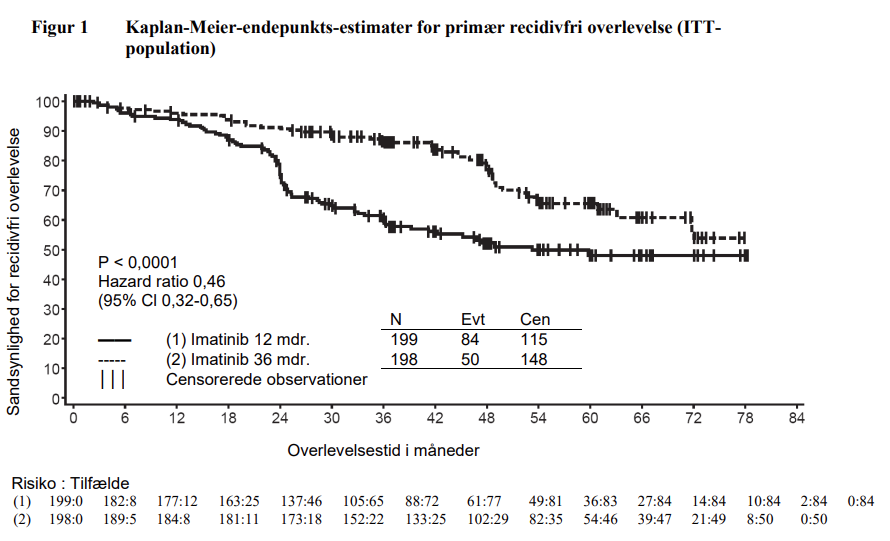 Figur 1 Kaplan-Meier-endepunkts-estimater for primær recidivfri overlevelse (ITT-
population)
Sandsynlighed for recidivfri overlevelse
100
90
80
70
60
50
40
30
20
10
0
P < 0,0001
Hazard ratio 0,46
(95% CI 0,32-0,65)
N Evt Cen
(1) Imatinib 12 mdr. 199 84 115
(2) Imatinib 36 mdr. 198 50 148
Censorerede observationer
0 6 12 18 24 30 36 42 48 54 60 66 72 78 84
Overlevelsestid i måneder
Risiko : Tilfælde
(1) 199:0 182:8 177:12 163:25 137:46 105:65 88:72 61:77 49:81 36:83 27:84 14:84 10:84 2:84 0:84
(2) 198:0 189:5 184:8 181:11 173:18 152:22 133:25 102:29 82:35 54:46 39:47 21:49 8:50 0:50